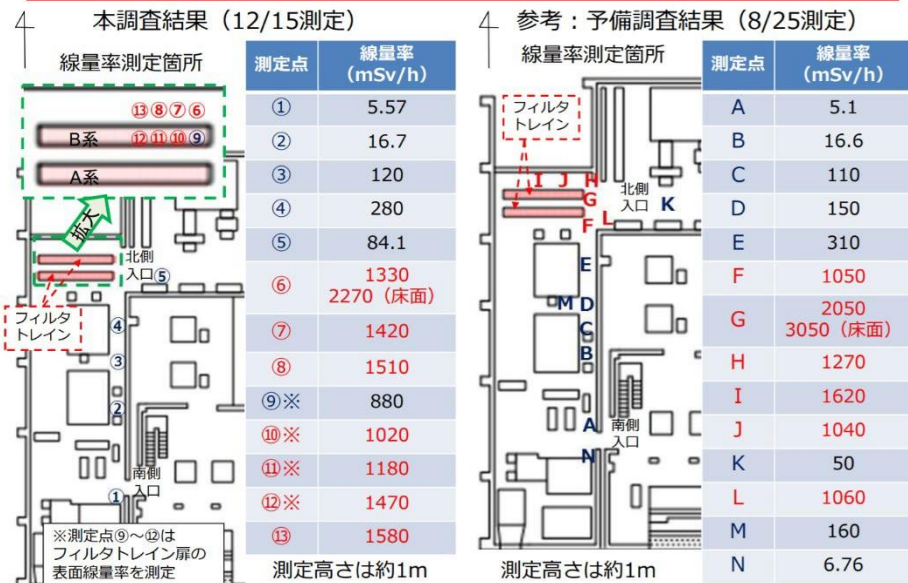 本調査結果（12/15測定）
線量率測定箇所
⑬⑧⑦⑥
B系
⑫⑪⑩⑨
A系
拡大
北側
入口
⑤
フィルタ
トレイン
④
③
②
南側
入口
①
※測定点⑨～⑫は
フィルタトレイン扉の
表面線量率を測定
測定点 線量率
（mSv/h）
① 5.57
② 16.7
③ 120
④ 280
⑤ 84.1
⑥ 1330
2270（床面）
⑦ 1420
⑧ 1510
⑨※ 880
⑩※ 1020
⑪※ 1180
⑫※ 1470
⑬ 1580
測定高さは約1m
参考：予備調査結果（8/25測定）
線量率測定箇所
フィルタ
トレイン
I J H
G
F L
北側
入口
K
E
M D
C
B
A
南側
入口
N
測定高さは約1m
測定点 線量率
（mSv/h）
A 5.1
B 16.6
C 110
D 150
E 310
F 1050
G 2050
3050（床面）
H 1270
I 1620
J 1040
K 50
L 1060
M 160
N 6.76